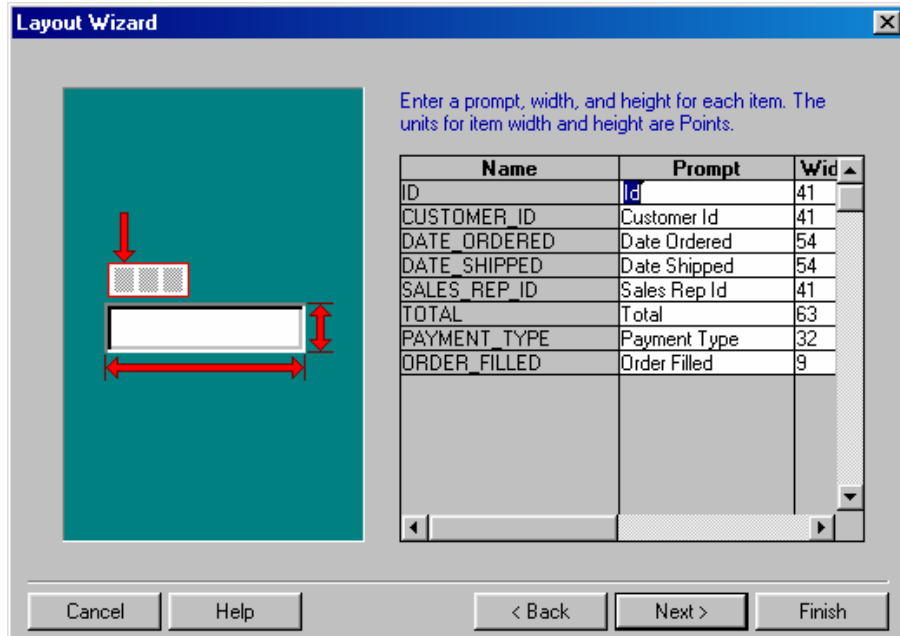 Layout Wizard
Enter a prompt, width, and height for each item. The
units for item width and height are Points.
Name Prompt Wid
ID Id 41
CUSTOMER_ID Customer Id 41
DATE_ORDERED Date Ordered 54
DATE_SHIPPED Date Shipped 54
SALES_REP_ID Sales Rep Id 41
TOTAL Total 63
PAYMENT_TYPE Payment Type 32
ORDER_FILLED Order Filled 9
Cancel Help < Back Next > Finish